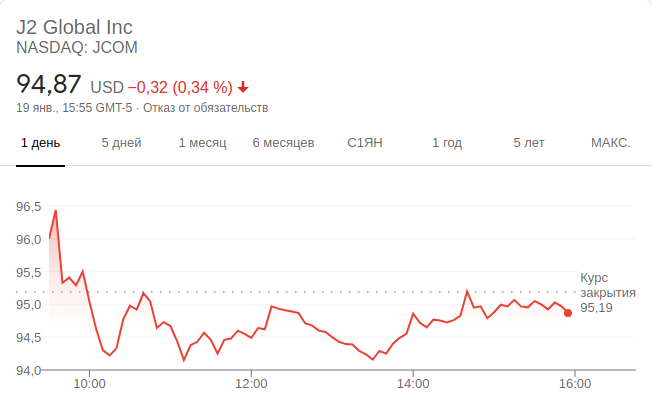 J2 Global Inc
NASDAQ: JCOM
94,87 USD −0,32 (0,34 %)
19 янв., 15:55 GMT-5 · Отказ от обязательств
1 день 5 дней 1 месяц 6 месяцев С1ЯН 1 год 5 лет МАКС.
96,5
96,0
95,5
95,0
94,5
94,0
Курс
закрытия
95,19
10:00 12:00 14:00 16:00